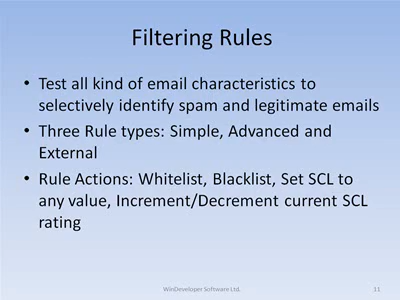 Filtering Rules
• Test all kind of email characteristics to
selectively identify spam and legitimate emails
• Three Rule types: Simple, Advanced and
External
• Rule Actions: Whitelist, Blacklist, Set SCL to
any value, Increment/Decrement current SCL
rating
WinDeveloper Software Ltd.
11